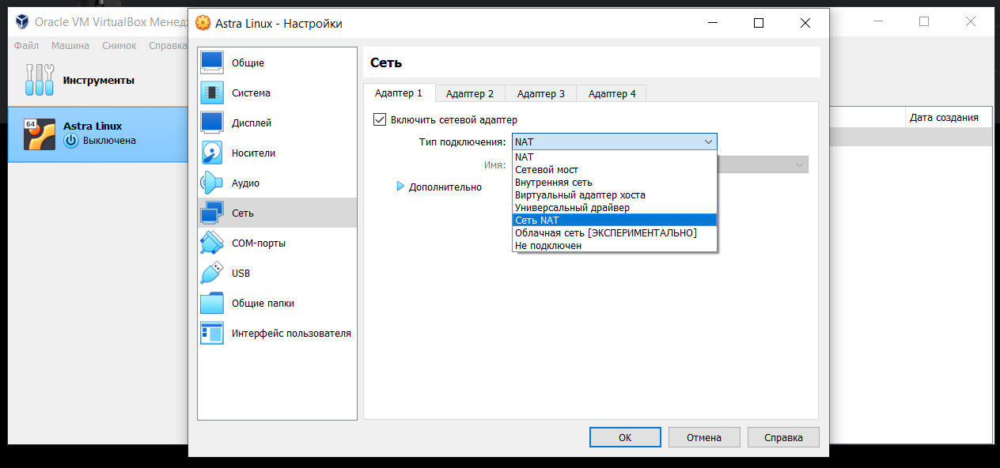 Oracle VM VirtualBox Менед
Файл Машина Снимок Справка
Инструменты
64
Astra Linux
Выключена
Дата создания
Astra Linux - Настройки
Общие
Система
Дисплей
Носители
Аудио
Сеть
COM-порты
USB
Общие папки
Интерфейс пользователя
Сеть
Адаптер 1 Адаптер 2 Адаптер 3 Адаптер 4
Включить сетевой адаптер
Тип подключения: NAT
Имя:
Дополнительно
NAT
Сетевой мост
Внутренняя сеть
Виртуальный адаптер хоста
Универсальный драйвер
Сеть NAT
Облачная сеть [ЭКСПЕРИМЕНТАЛЬНО]
Не подключен
OK Отмена Справка